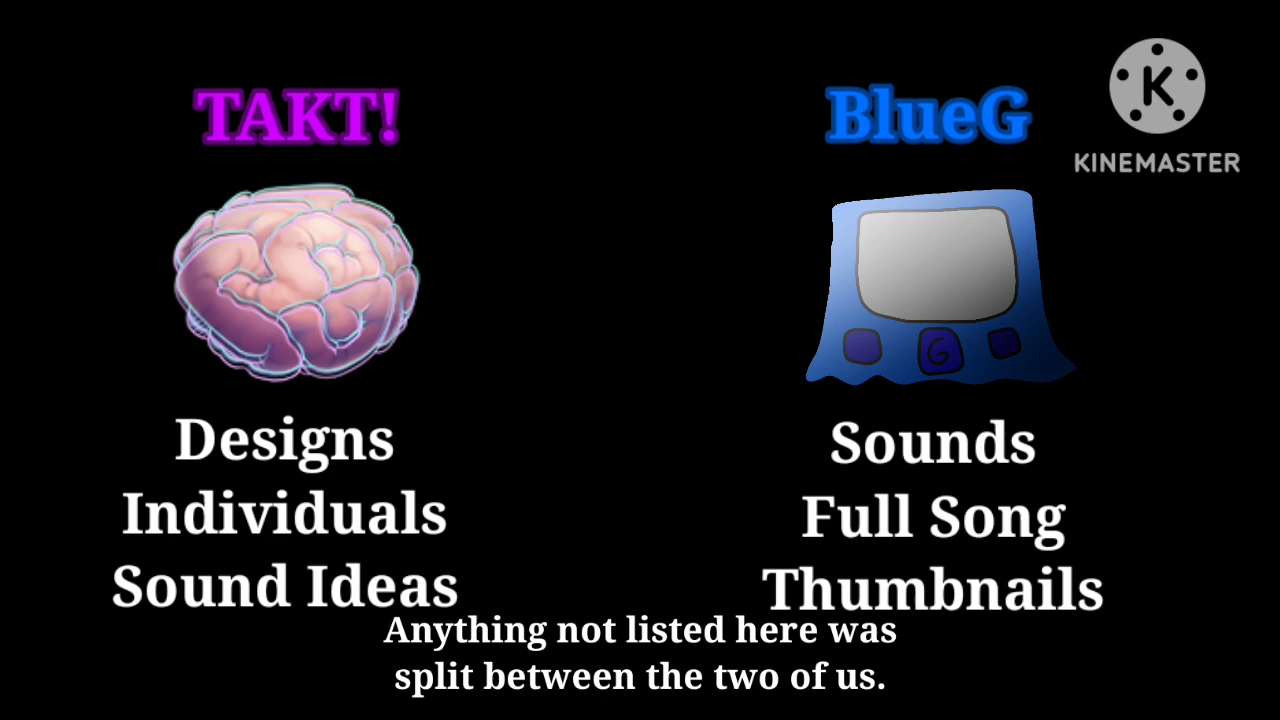 TAKT!
BlueG
K
KINEMASTER
G
Designs
Individuals
Sound Ideas
Sounds
Full Song
Thumbnails
Anything not listed here was
split between the two of us.